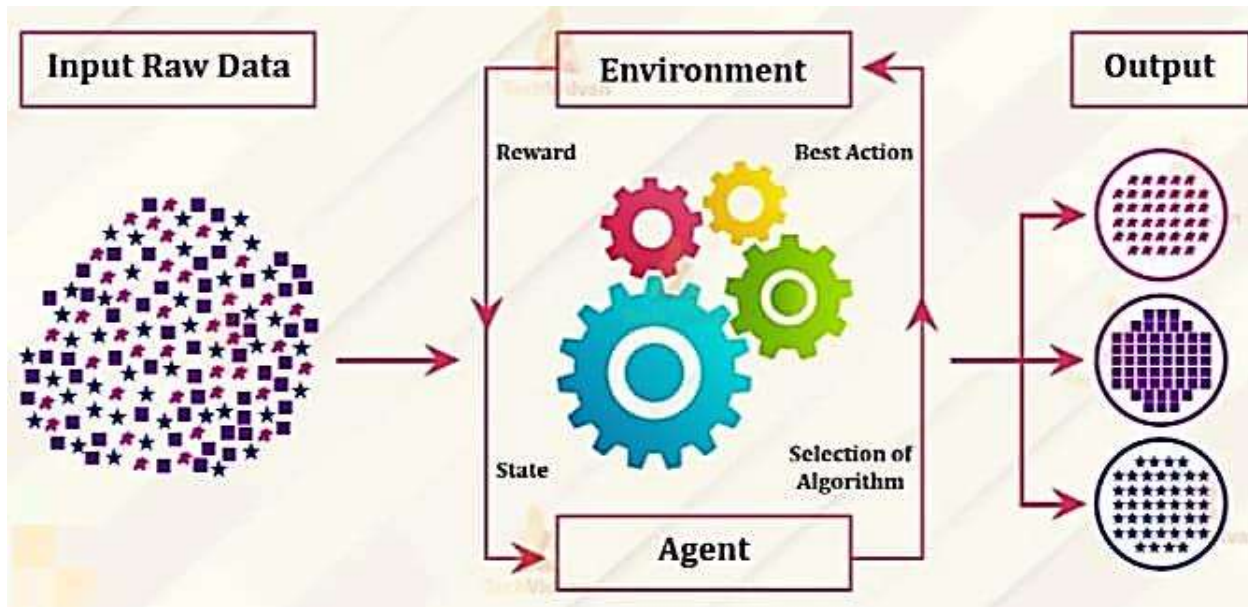 Input Raw Data
Environment
Output
Reward
Best Action
State
Selection of
Algorithm
Agent